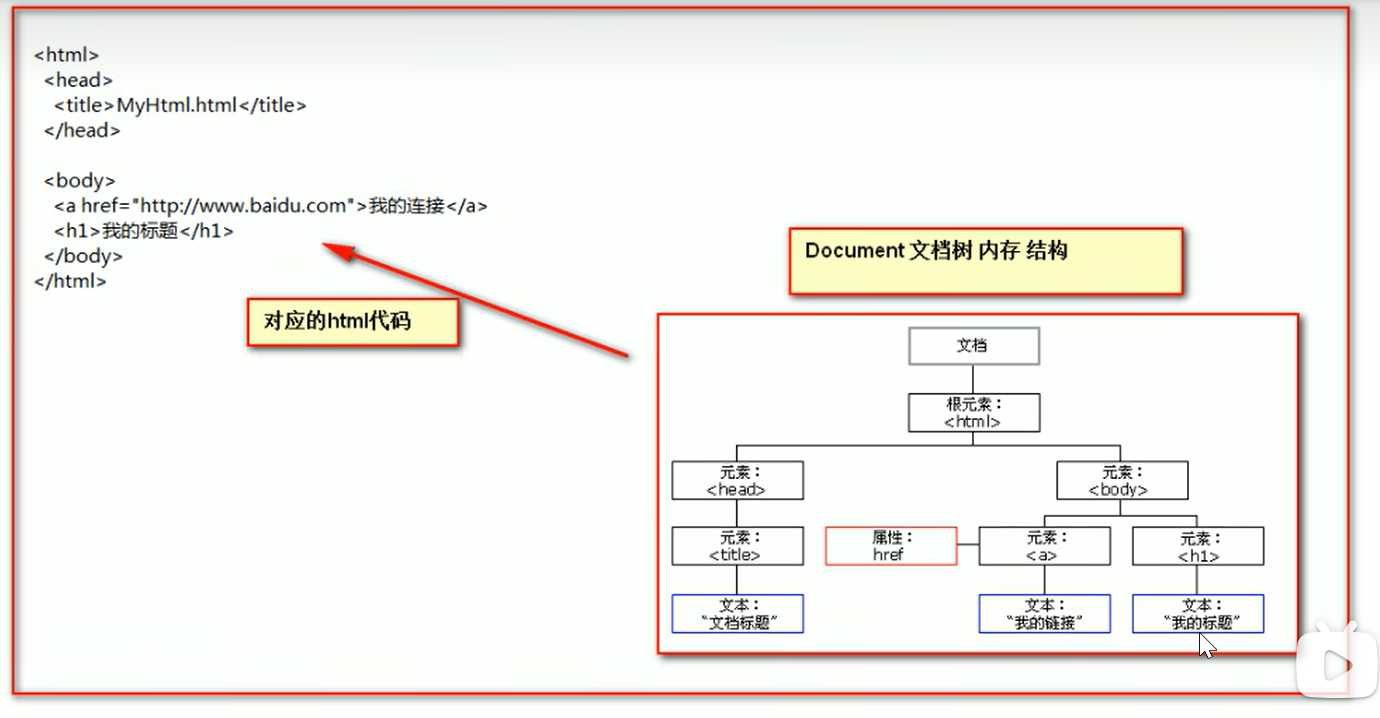 <html>
<head>
<title>MyHtml.html</title>
</head>
<body>
<a href="http://www.baidu.com">我的连接</a>
<h1>我的标题</h1>
</body>
</html>
对应的html代码
Document 文档树 内存 结构
文档
根元素：
<html>
元素：
<head>
元素：
<body>
元素：
<title>
属性：
href
元素：
<a>
元素：
<h1>
文本：
“文档标题”
文本：
“我的链接”
文本：
“我的标题”